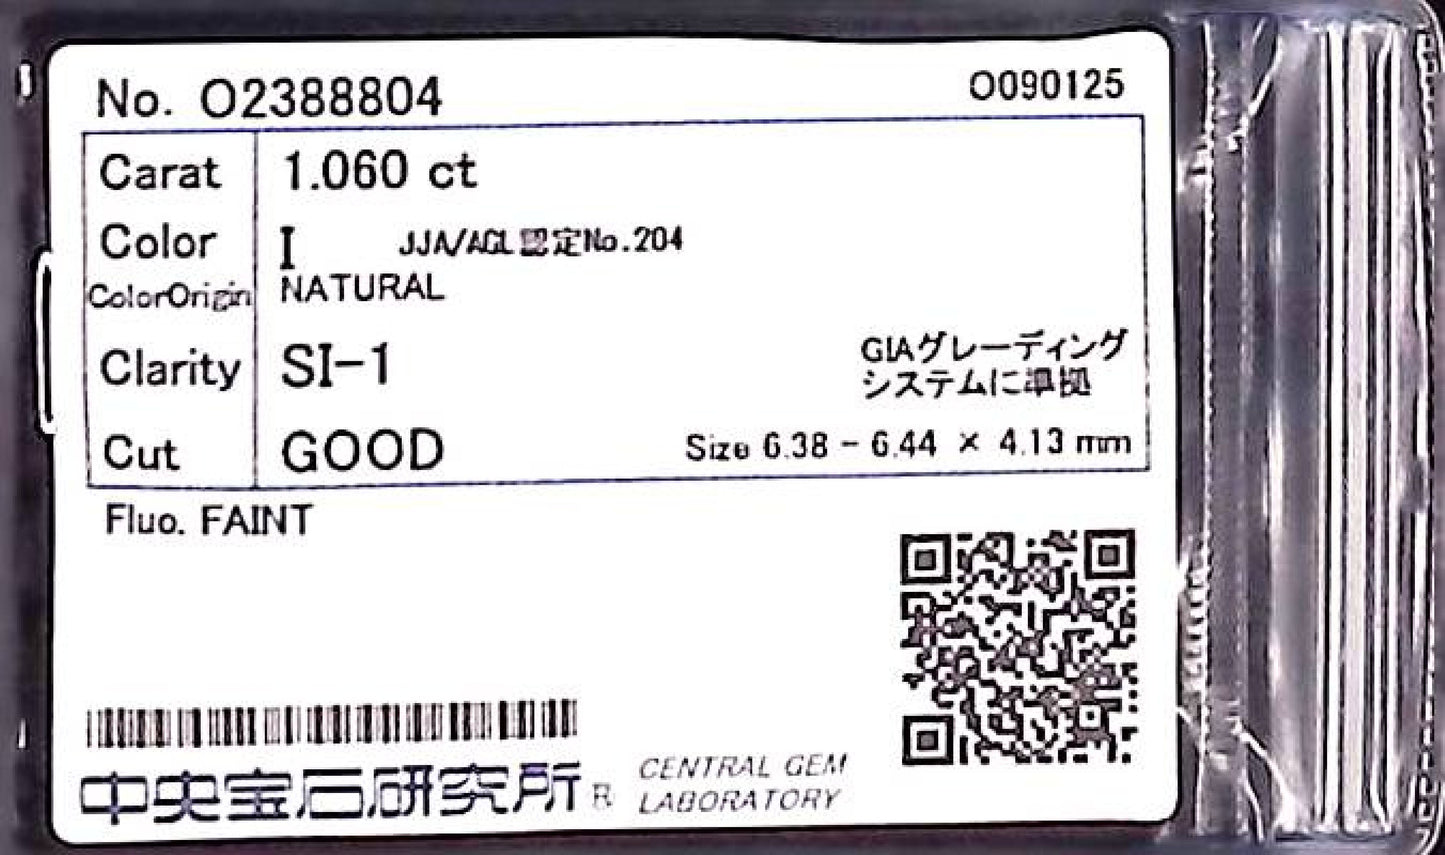 No. O2388804
O090125
Carat 1.060 ct
Color I JJA/AGL認定No.204
ColorOrigin NATURAL
Clarity SI-1
GIAグレーディング
システムに準拠
Cut GOOD Size 6.38 - 6.44 × 4.13 mm
Fluo. FAINT
中央宝石研究所® CENTRAL GEM
LABORATORY